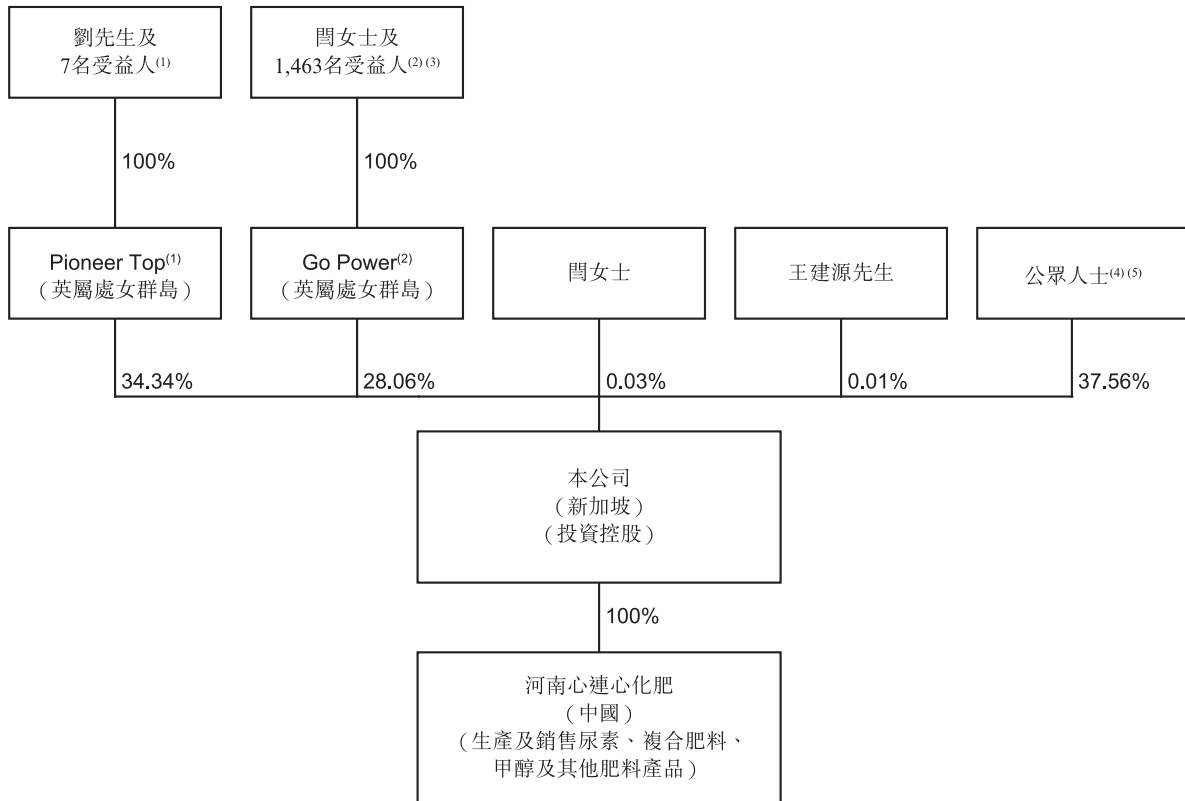 劉先生及
7名受益人(1)
閆女士及
1,463名受益人(2) (3)
100%
100%
Pioneer Top(1)
(英屬處女群島)
Go Power(2)
(英屬處女群島)
閆女士
王建源先生
公眾人士(4) (5)
34.34%
28.06%
0.03%
0.01%
37.56%
本公司
(新加坡)
(投資控股)
100%
河南心連心化肥
(中國)
(生產及銷售尿素、複合肥料、
甲醇及其他肥料產品)